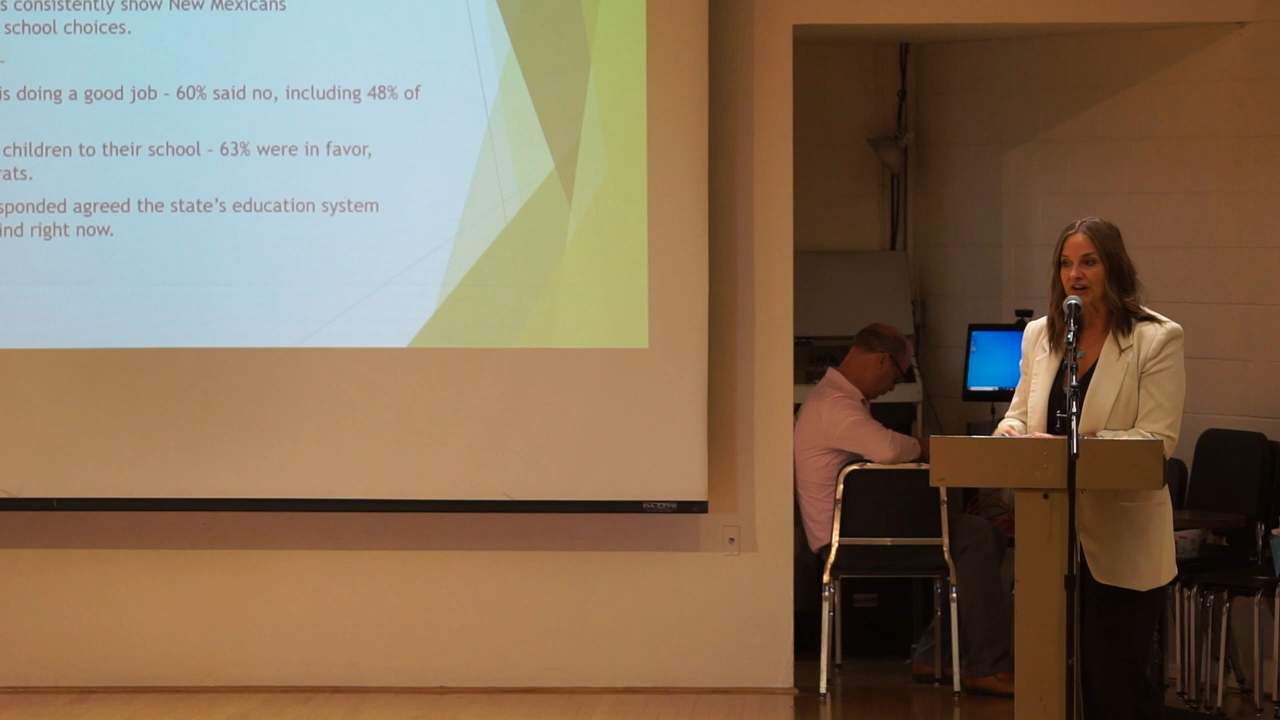 s consistently show New Mexicans
school choices.
is doing a good job – 60% said no, including 48% of
children to their school – 63% were in favor,
ats.
sponded agreed the state's education system
ind right now.